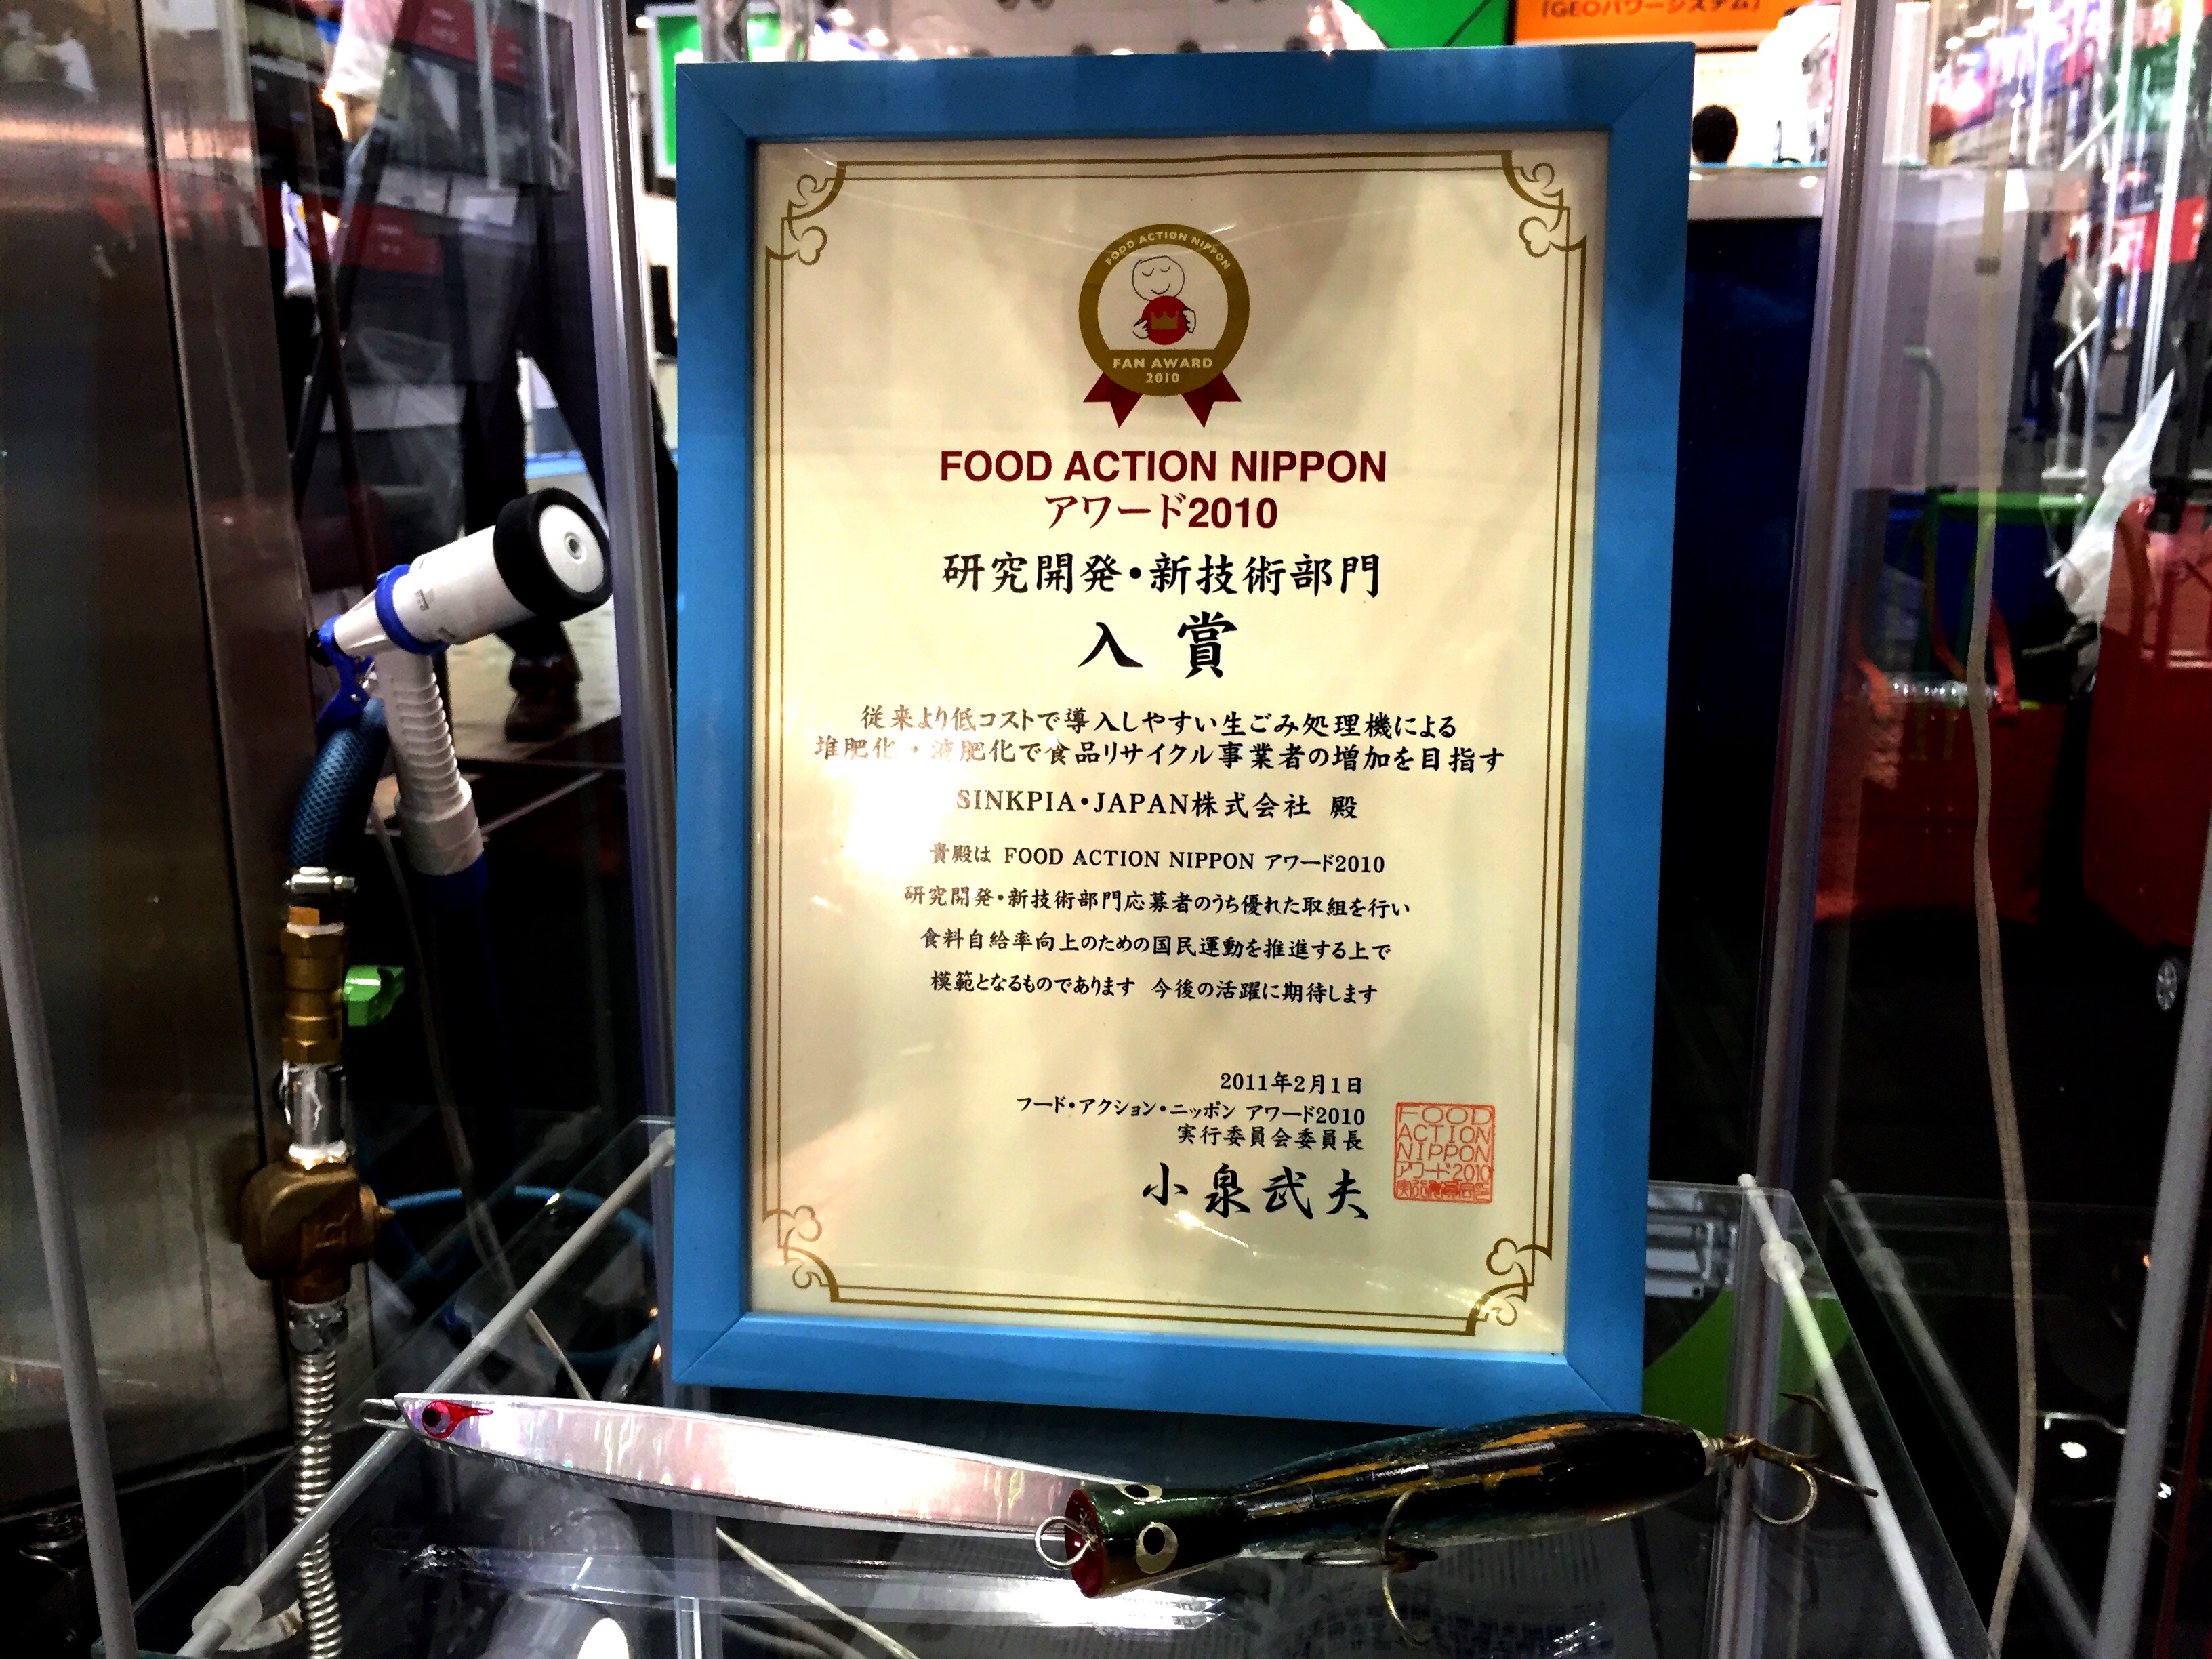 「GEOパワーシステム」
FOOD ACTION NIPPON
FAN AWARD
2010
FOOD ACTION NIPPON
アワード2010
研究開発・新技術部門
入賞
従来より低コストで導入しやすい生ごみ処理機による
堆肥化・液肥化で食品リサイクル事業者の増加を目指す
SINKPIA・JAPAN株式会社 殿
貴殿は FOOD ACTION NIPPON アワード2010
研究開発・新技術部門応募者のうち優れた取組を行い
食料自給率向上のための国民運動を推進する上で
模範となるものであります 今後の活躍に期待します
2011年2月1日
フード・アクション・ニッポン アワード2010
実行委員会委員長
小泉武夫
FOOD
ACTION
NIPPON
アワード2010